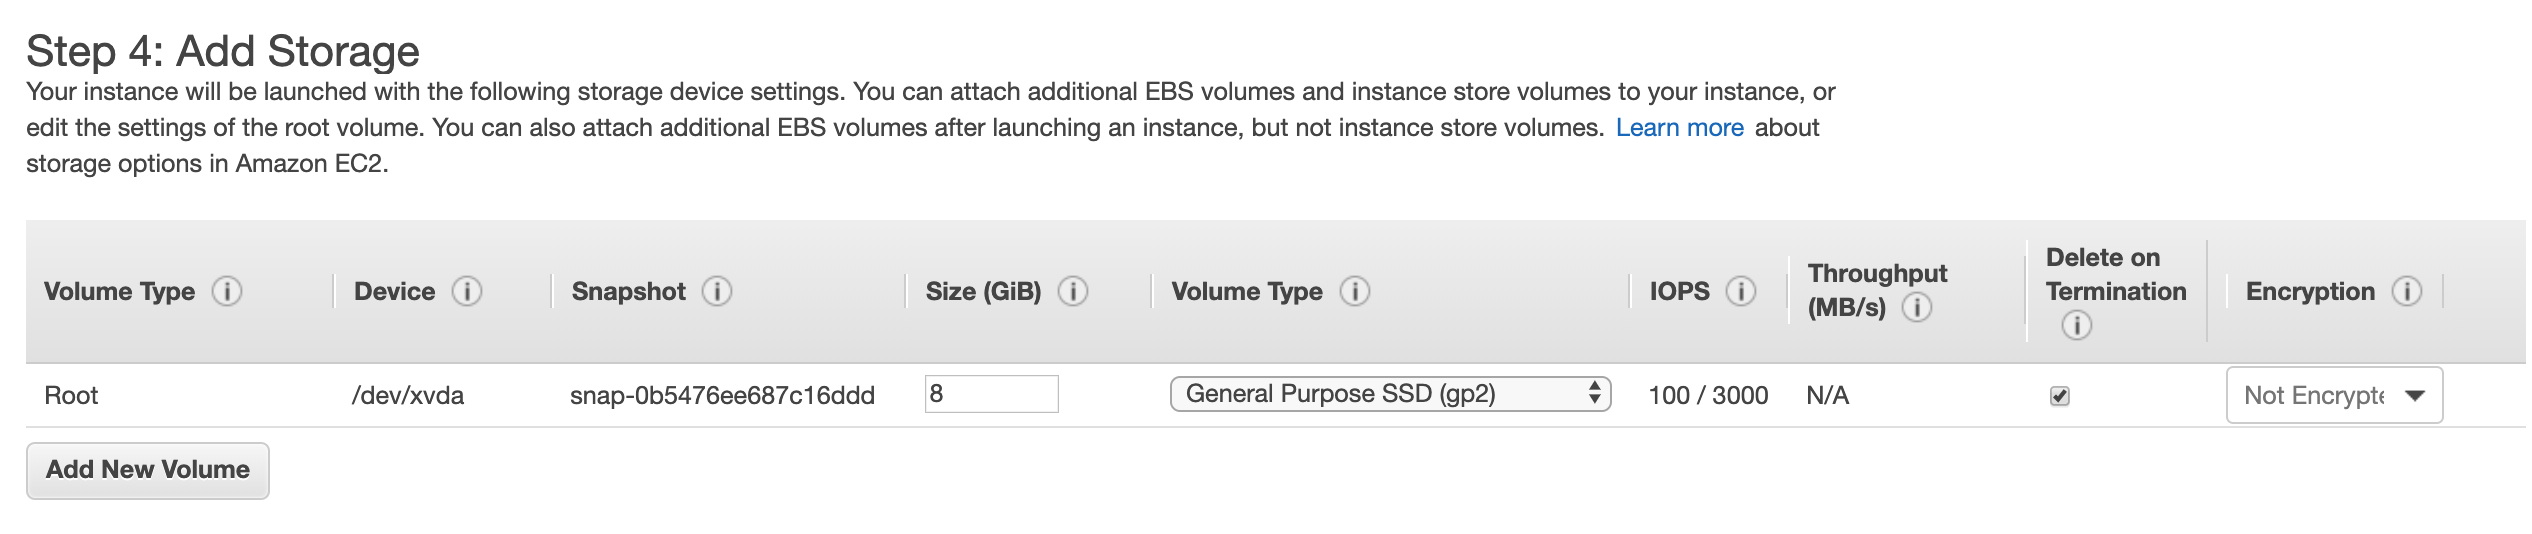 Step 4: Add Storage
Your instance will be launched with the following storage device settings. You can attach additional EBS volumes and instance store volumes to your instance, or
edit the settings of the root volume. You can also attach additional EBS volumes after launching an instance, but not instance store volumes. Learn more about
storage options in Amazon EC2.
Volume Type i Device i Snapshot i Size (GiB) i Volume Type i IOPS i Throughput (MB/s) i Delete on Termination i Encryption i
Root /dev/xvda snap-0b5476ee687c16ddd 8 General Purpose SSD (gp2) 100 / 3000 N/A Not Encrypte
Add New Volume